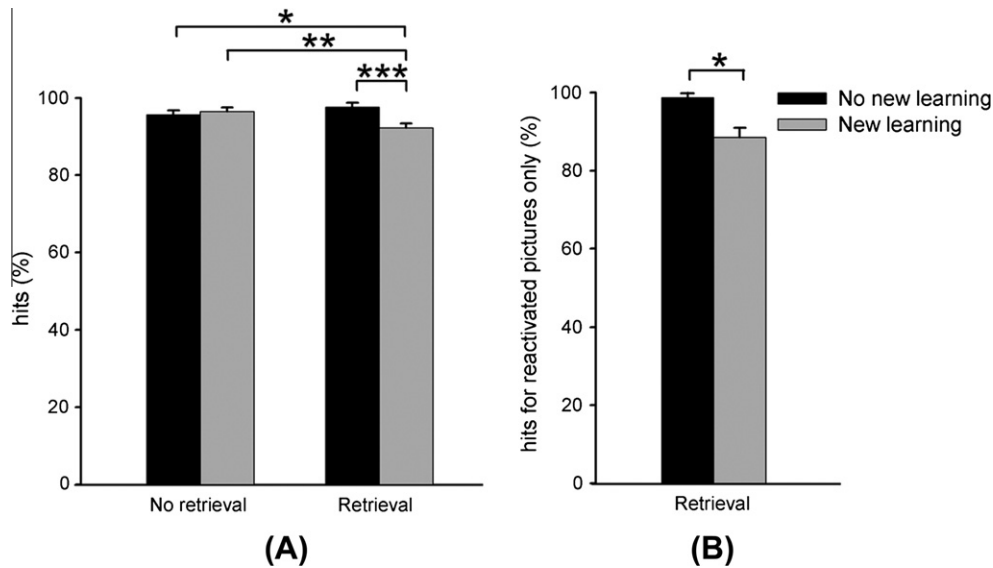 *
**
***
hits (%)
100
80
60
40
20
0
No retrieval
Retrieval
(A)
*
hits for reactivated pictures only (%)
100
80
60
40
20
0
Retrieval
(B)
No new learning
New learning